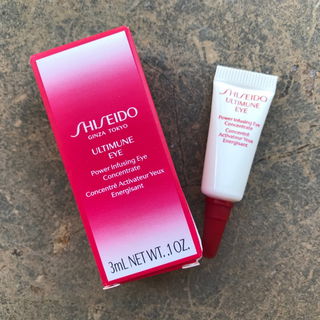 SHISEIDO
GINZA TOKYO
ULTIMUNE
EYE
Power Infusing Eye
Concentrate
Concentré Activateur Yeux
Energisant
3mL NET WT. .1 OZ.
SHISEIDO
ULTIMUNE
EYE
Power Infusing Eye
Concentrate
Concentré
Activateur Yeux
Energisant